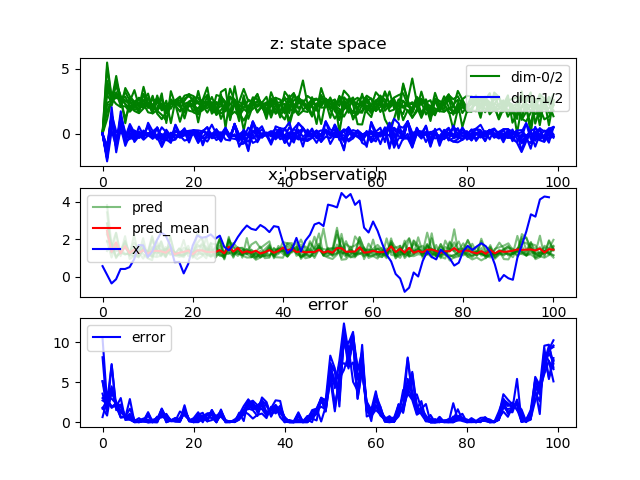 z: state space
5
0
dim-0/2
dim-1/2
0 20 40 60 80 100
x: observation
4
2
0
pred
pred_mean
x
0 20 40 60 80 100
error
10
5
0
error
0 20 40 60 80 100